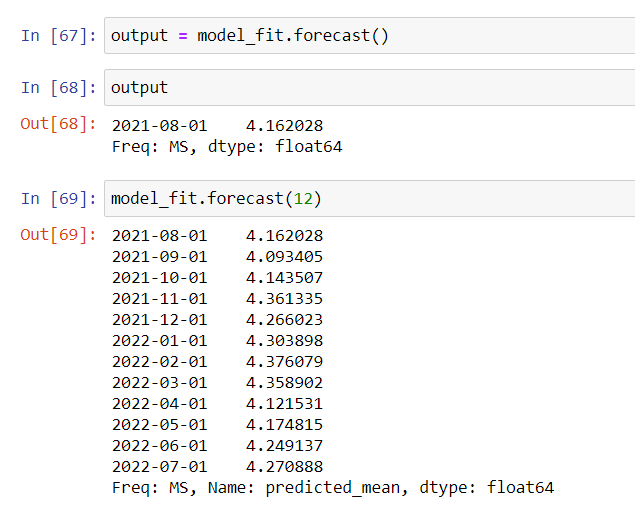 In [67]: output = model_fit.forecast()
In [68]: output
Out[68]: 2021-08-01    4.162028
Freq: MS, dtype: float64
In [69]: model_fit.forecast(12)
Out[69]: 2021-08-01    4.162028
2021-09-01    4.093405
2021-10-01    4.143507
2021-11-01    4.361335
2021-12-01    4.266023
2022-01-01    4.303898
2022-02-01    4.376079
2022-03-01    4.358902
2022-04-01    4.121531
2022-05-01    4.174815
2022-06-01    4.249137
2022-07-01    4.270888
Freq: MS, Name: predicted_mean, dtype: float64